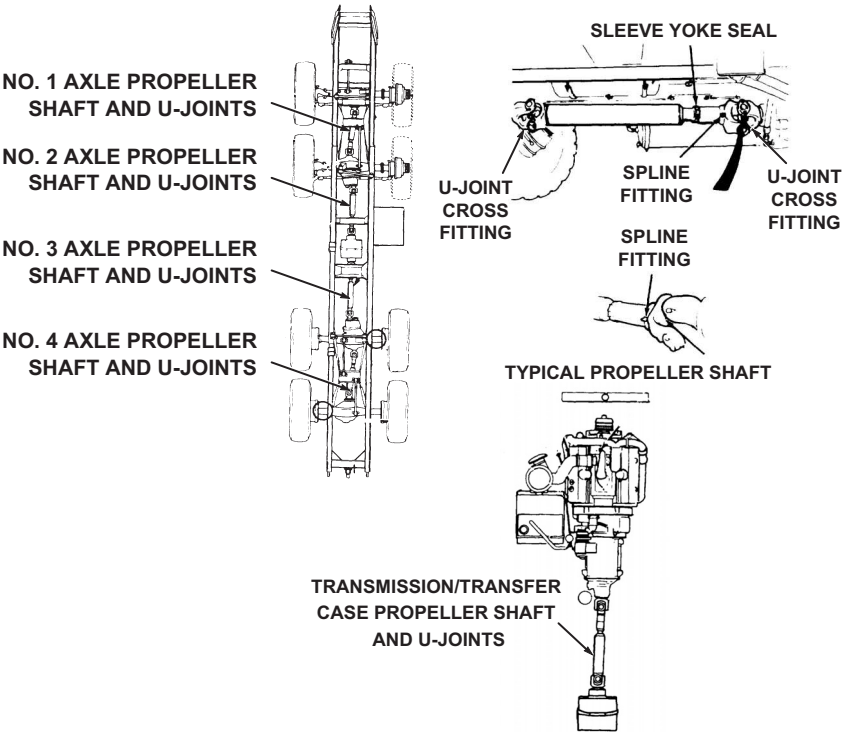 NO. 1 AXLE PROPELLER
SHAFT AND U-JOINTS
NO. 2 AXLE PROPELLER
SHAFT AND U-JOINTS
NO. 3 AXLE PROPELLER
SHAFT AND U-JOINTS
NO. 4 AXLE PROPELLER
SHAFT AND U-JOINTS
SLEEVE YOKE SEAL
U-JOINT
CROSS
FITTING
SPLINE
FITTING
U-JOINT
CROSS
FITTING
SPLINE
FITTING
TYPICAL PROPELLER SHAFT
TRANSMISSION/TRANSFER
CASE PROPELLER SHAFT
AND U-JOINTS